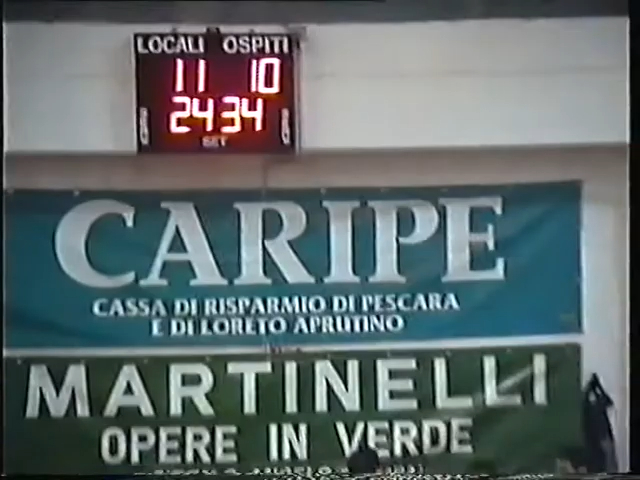 LOCALI OSPITI
11 10
24 34
SET
CARIPE
CASSA DI RISPARMIO DI PESCARA
E DI LORETO APRUTINO
MARTINELLI
OPERE IN VERDE